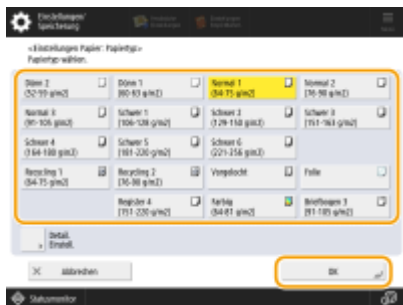 Einstellungen/
Speicherung
<Einstellungen Papier: Papiertyp>
Papiertyp wählen.
Dünn 2
(52-59 g/m2)
Dünn 1
(60-63 g/m2)
Normal 1
(64-75 g/m2)
Normal 2
(76-90 g/m2)
Normal 3
(91-105 g/m2)
Schwer 1
(106-128 g/m2)
Schwer 2
(129-150 g/m2)
Schwer 3
(151-163 g/m2)
Schwer 4
(164-180 g/m2)
Schwer 5
(181-220 g/m2)
Schwer 6
(221-256 g/m2)
Recycling 1
(64-75 g/m2)
Recycling 2
(76-90 g/m2)
Vorgelocht
Folie
Register 4
(151-220 g/m2)
Farbig
(64-81 g/m2)
Briefbogen 3
(91-105 g/m2)
Detail.
Einstell.
Abbrechen
OK
Statusmonitor